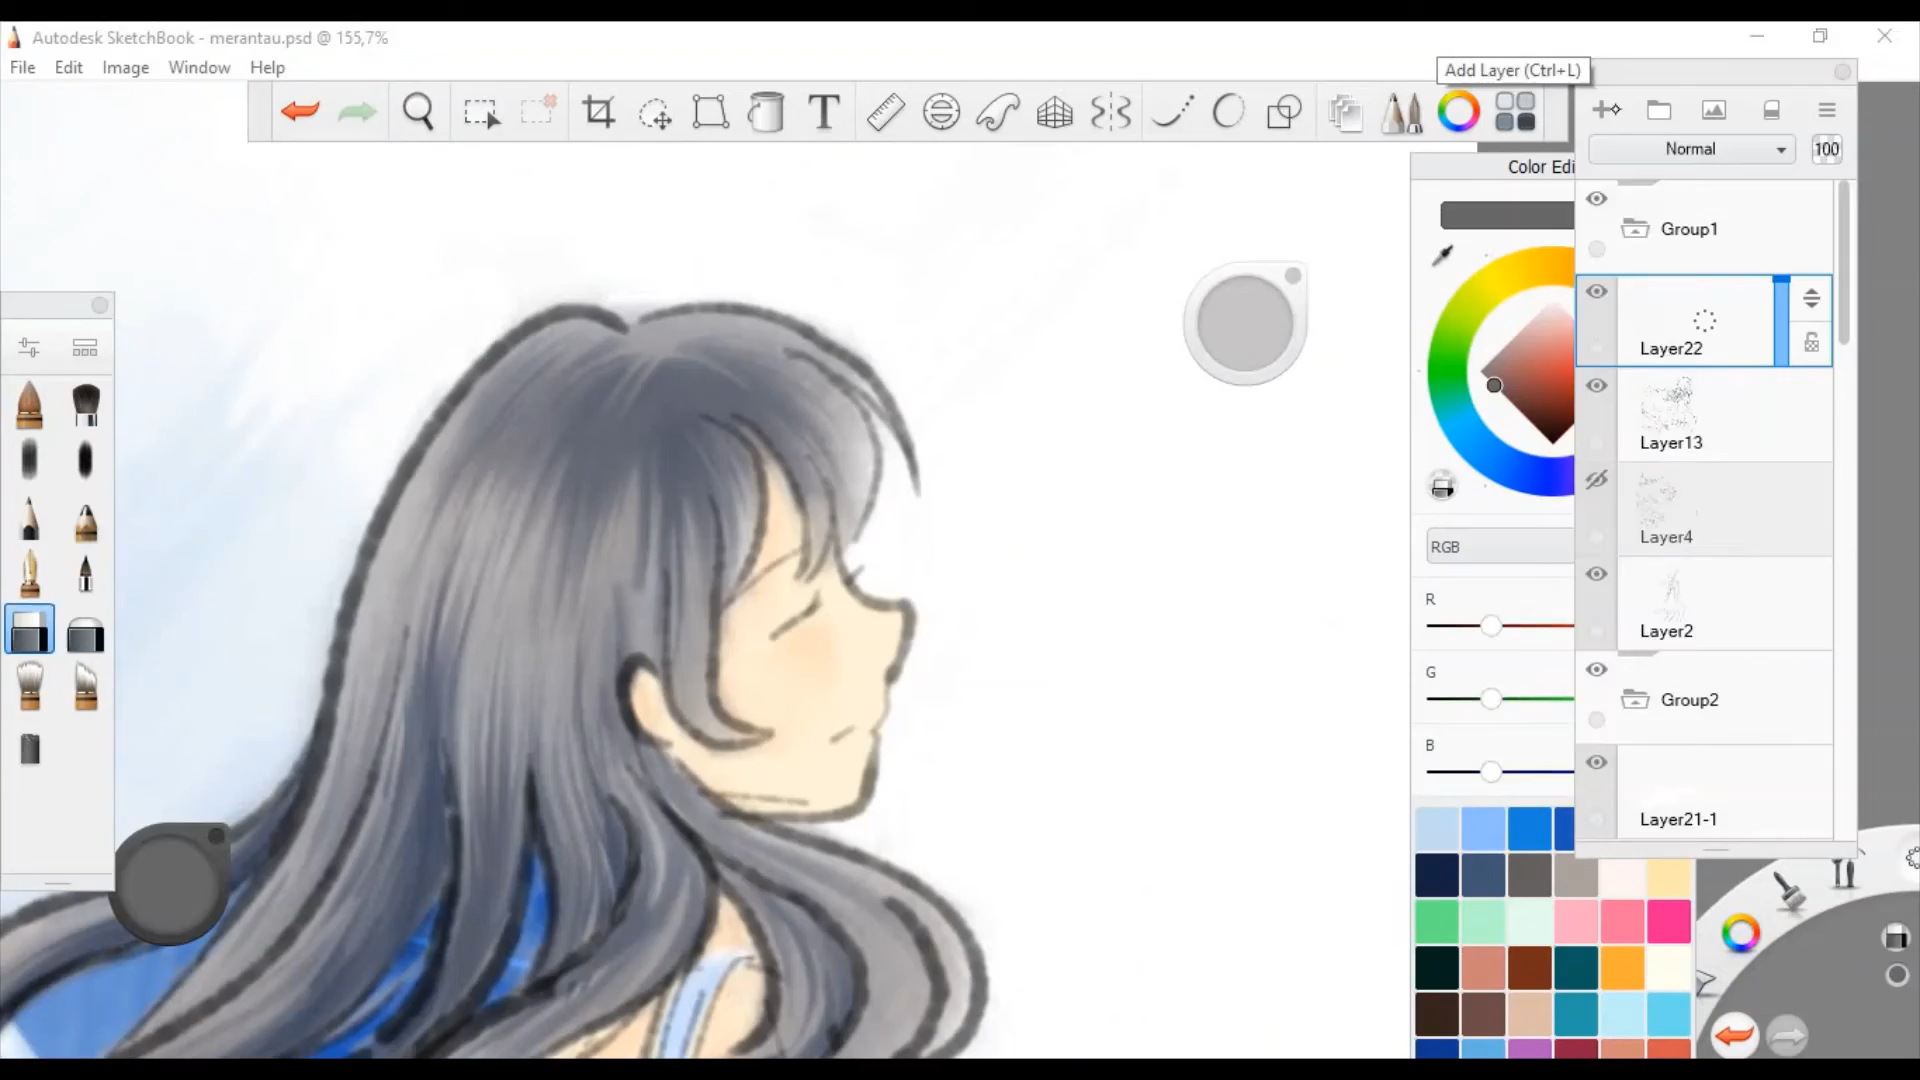 Autodesk SketchBook - merantau.psd @ 155,7%
File Edit Image Window Help
Add Layer (Ctrl+L)
T
Normal 100
Color Edi
Group1
Layer22
Layer13
Layer4
RGB
R
Layer2
G
Group2
B
Layer21-1